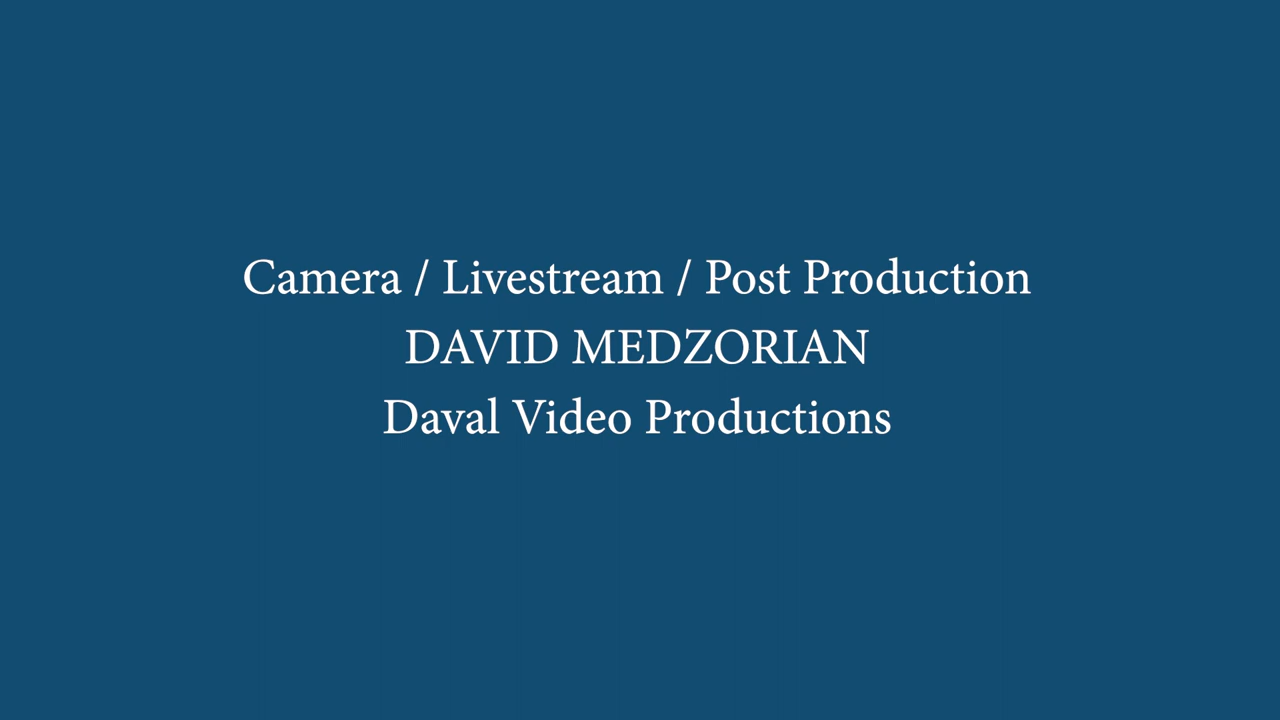 Camera / Livestream / Post Production
DAVID MEDZORIAN
Daval Video Productions